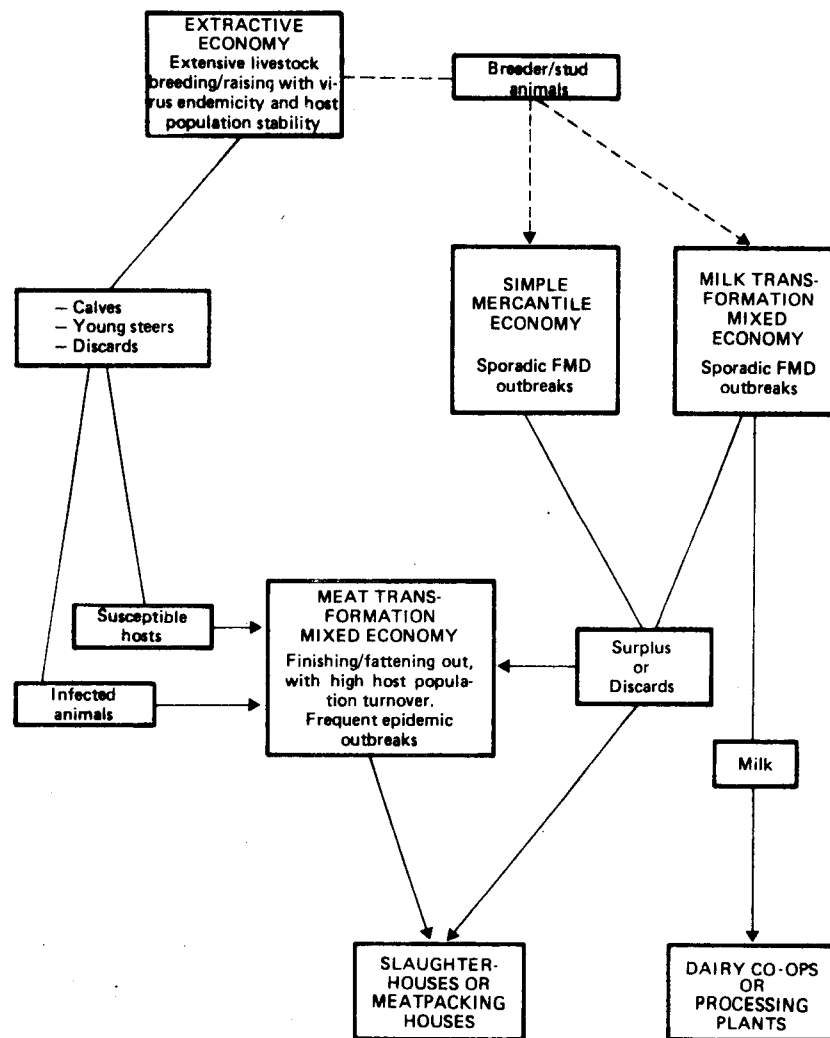 EXTRACTIVE
ECONOMY
Extensive livestock
breeding/raising with vi-
rus endemicity and host
population stability
Breeder/stud
animals
SIMPLE
MERCANTILE
ECONOMY
Sporadic FMD
outbreaks
MILK TRANS-
FORMATION
MIXED
ECONOMY
Sporadic FMD
outbreaks
– Calves
– Young steers
– Discards
Susceptible
hosts
Infected
animals
MEAT TRANS-
FORMATION
MIXED ECONOMY
Finishing/fattening out,
with high host popula-
tion turnover.
Frequent epidemic
outbreaks
Surplus
or
Discards
Milk
SLAUGHTER-
HOUSES OR
MEATPACKING
HOUSES
DAIRY CO-OPS
OR
PROCESSING
PLANTS